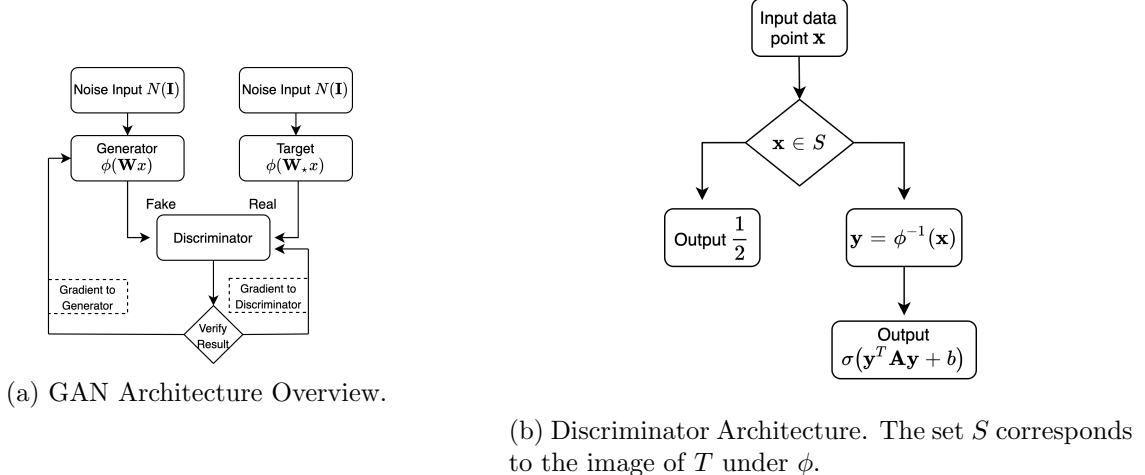 Noise Input N(I)
Noise Input N(I)
Generator
ϕ(Wx)
Target
ϕ(W⋆x)
Fake
Real
Discriminator
Gradient to
Generator
Gradient to
Discriminator
Verify
Result
(a) GAN Architecture Overview.
Input data
point x
x ∈ S
Output 1/2
y = ϕ⁻¹(x)
Output
σ(yᵀAy + b)
(b) Discriminator Architecture. The set S corresponds
to the image of T under ϕ.